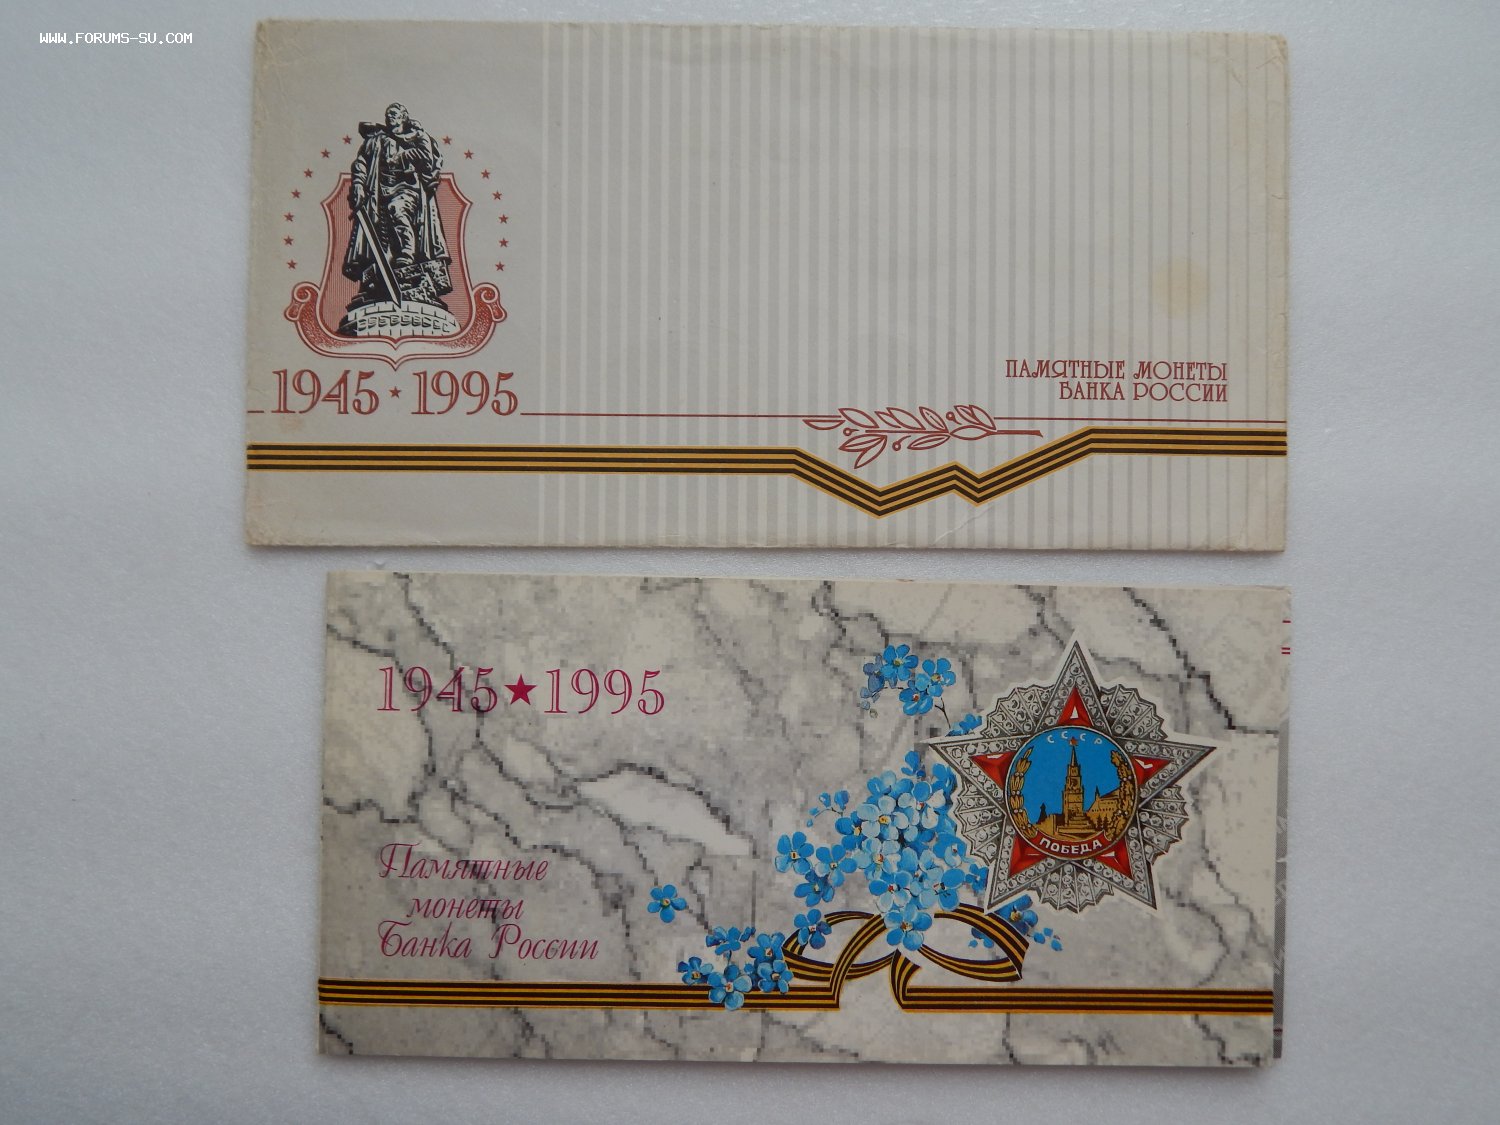 WWW.FORUMS-SU.COM
1945 ★ 1995
ПАМЯТНЫЕ МОНЕТЫ
БАНКА РОССИИ
1945★1995
СССР
ПОБЕДА
Памятные
монеты
Банка России